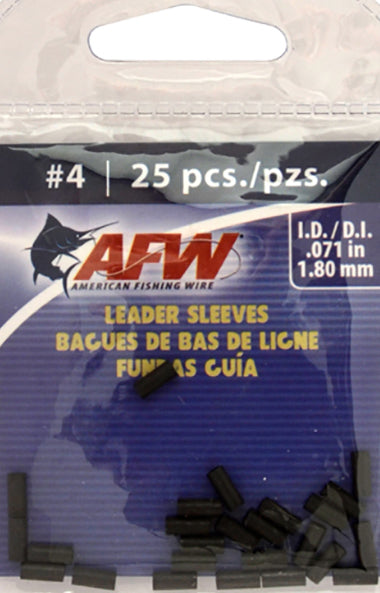 #4 | 25 pcs./pzs.
I.D. / D.I.
.071 in
1.80 mm
AFW
AMERICAN FISHING WIRE
LEADER SLEEVES
BAGUES DE BAS DE LIGNE
FUNDAS GUÍA